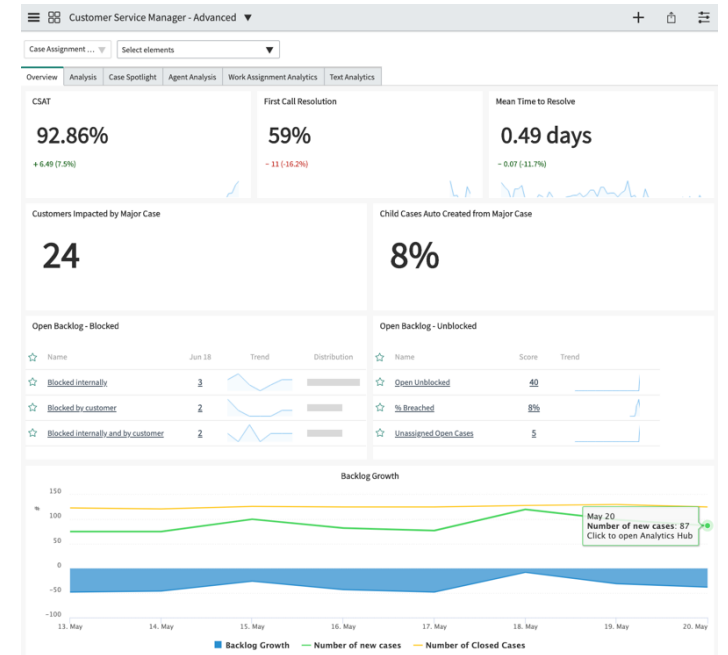 Customer Service Manager - Advanced ▼
Case Assignment ... ▼ Select elements ▼
Overview Analysis Case Spotlight Agent Analysis Work Assignment Analytics Text Analytics
CSAT
92.86%
+ 6.49 (7.5%)
First Call Resolution
59%
- 11 (-16.2%)
Mean Time to Resolve
0.49 days
- 0.07 (-11.7%)
Customers Impacted by Major Case
24
Child Cases Auto Created from Major Case
8%
Open Backlog - Blocked
Name Jun 18 Trend Distribution
Blocked internally 3
Blocked by customer 2
Blocked internally and by customer 2
Open Backlog - Unblocked
Name Score Trend
Open Unblocked 40
% Breached 8%
Unassigned Open Cases 5
Backlog Growth
#
150
100
50
0
-50
-100
May 20
Number of new cases: 87
Click to open Analytics Hub
13. May 14. May 15. May 16. May 17. May 18. May 19. May 20. May
Backlog Growth Number of new cases Number of Closed Cases